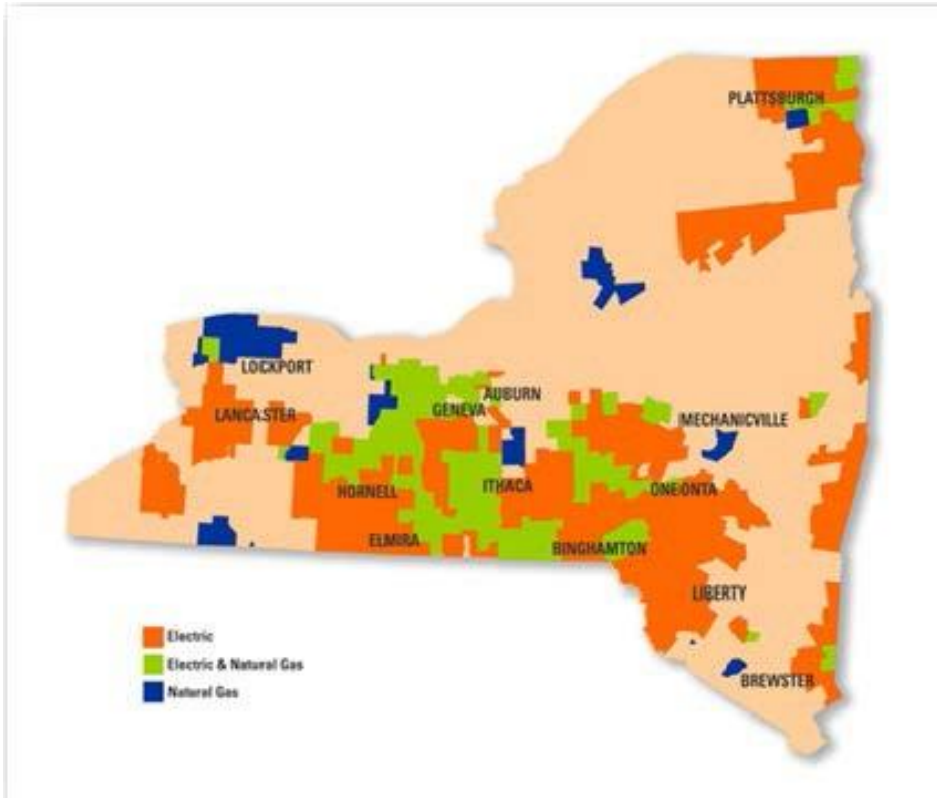 PLATTSBURGH
LOCKPORT
LANCASTER
AUBURN
GENEVA
MECHANICVILLE
HORNELL
ITHACA
ONEONTA
ELMIRA
BINGHAMTON
LIBERTY
BREWSTER
Electric
Electric & Natural Gas
Natural Gas